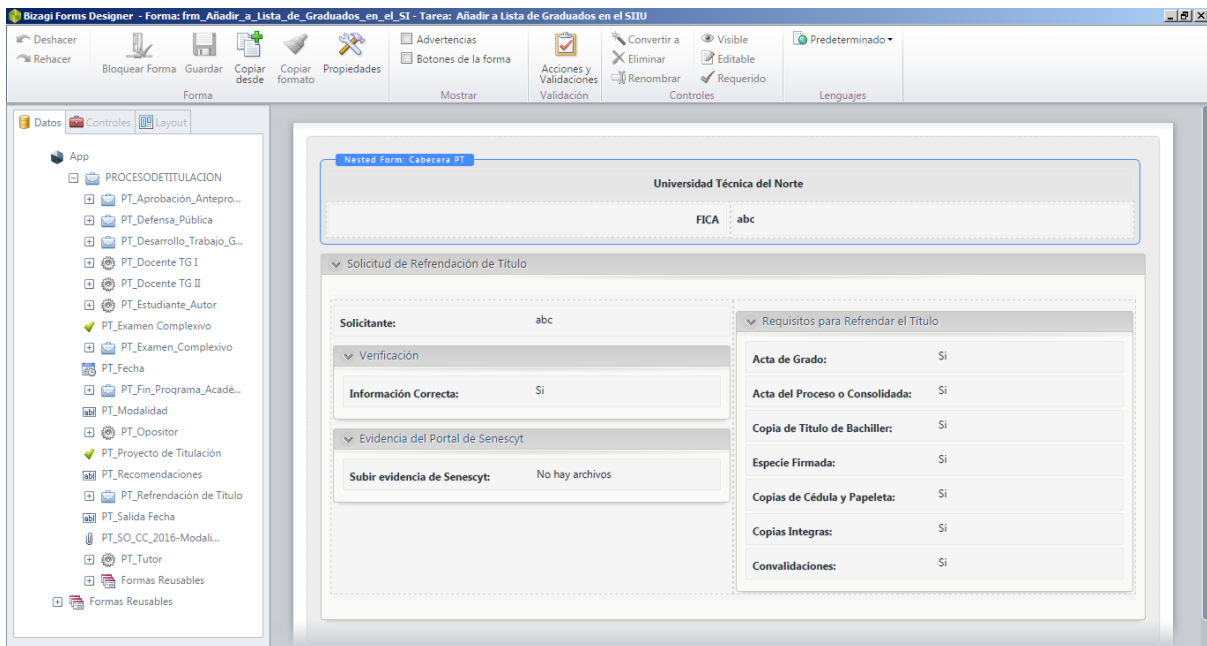 Bizagi Forms Designer - Forma: frm_Añadir_a_Lista_de_Graduados_en_el_SI - Tarea: Añadir a Lista de Graduados en el SIIU
Deshacer
Rehacer
Bloquear Forma
Guardar
Copiar desde
Forma
Copiar formato
Propiedades
Advertencias
Botones de la forma
Mostrar
Acciones y Validaciones
Validación
Convertir a
Eliminar
Renombrar
Visible
Editable
Requerido
Controles
Predeterminado
Lenguajes
Datos
Controles
Layout
App
PROCESODETITULACION
PT_Aprobación_Antepro...
PT_Defensa_Pública
PT_Desarrollo_Trabajo_G...
PT_Docente TG I
PT_Docente TG II
PT_Estudiante_Autor
PT_Examen Complexivo
PT_Examen_Complexivo
PT_Fecha
PT_Fin_Programa_Acadé...
PT_Modalidad
PT_Opositor
PT_Proyecto de Titulación
PT_Recomendaciones
PT_Refrendación de Título
PT_Salida Fecha
PT_SO_CC_2016-Modali...
PT_Tutor
Formas Reusables
Formas Reusables
Nested Form: Cabecera PT
Universidad Técnica del Norte
FICA abc
Solicitud de Refrendación de Título
Solicitante: abc
Verificación
Información Correcta: Si
Evidencia del Portal de Senescyt
Subir evidencia de Senescyt: No hay archivos
Requisitos para Refrendar el Título
Acta de Grado: Si
Acta del Proceso o Consolidada: Si
Copia de Titulo de Bachiller: Si
Especie Firmada: Si
Copias de Cédula y Papeleta: Si
Copias Integras: Si
Convalidaciones: Si